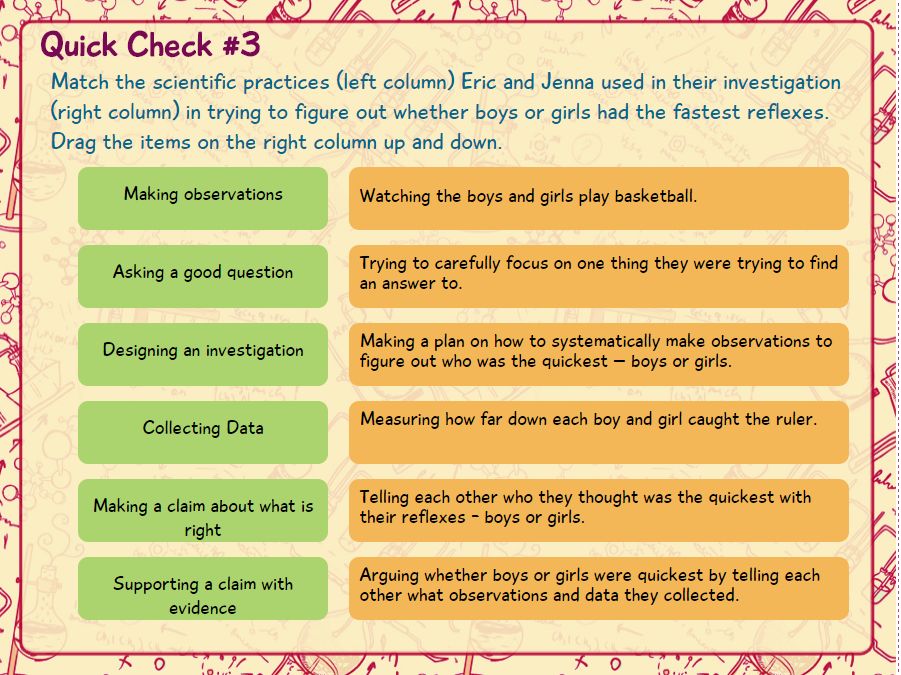 Quick Check #3
Match the scientific practices (left column) Eric and Jenna used in their investigation
(right column) in trying to figure out whether boys or girls had the fastest reflexes.
Drag the items on the right column up and down.
Making observations
Watching the boys and girls play basketball.
Asking a good question
Trying to carefully focus on one thing they were trying to find
an answer to.
Designing an investigation
Making a plan on how to systematically make observations to
figure out who was the quickest – boys or girls.
Collecting Data
Measuring how far down each boy and girl caught the ruler.
Making a claim about what is
right
Telling each other who they thought was the quickest with
their reflexes - boys or girls.
Supporting a claim with
evidence
Arguing whether boys or girls were quickest by telling each
other what observations and data they collected.